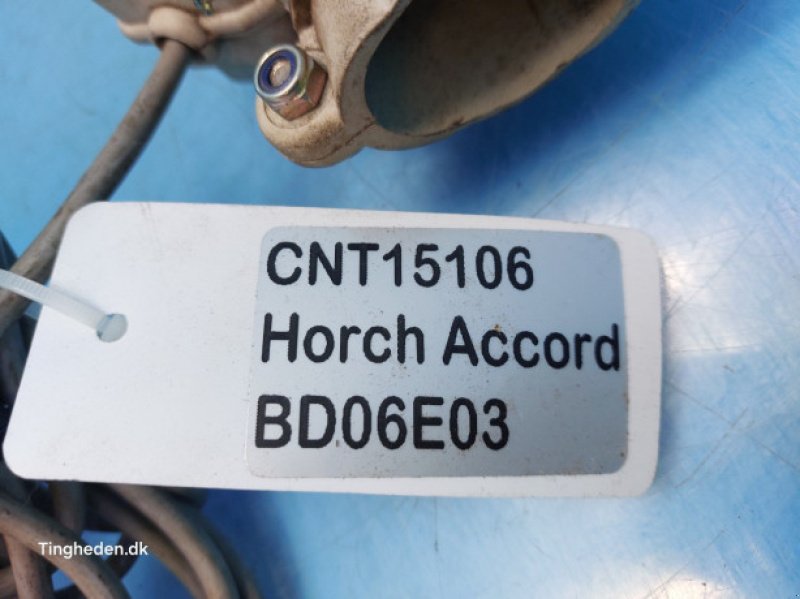 CNT15106
Horch Accord
BD06E03
Tingheden.dk